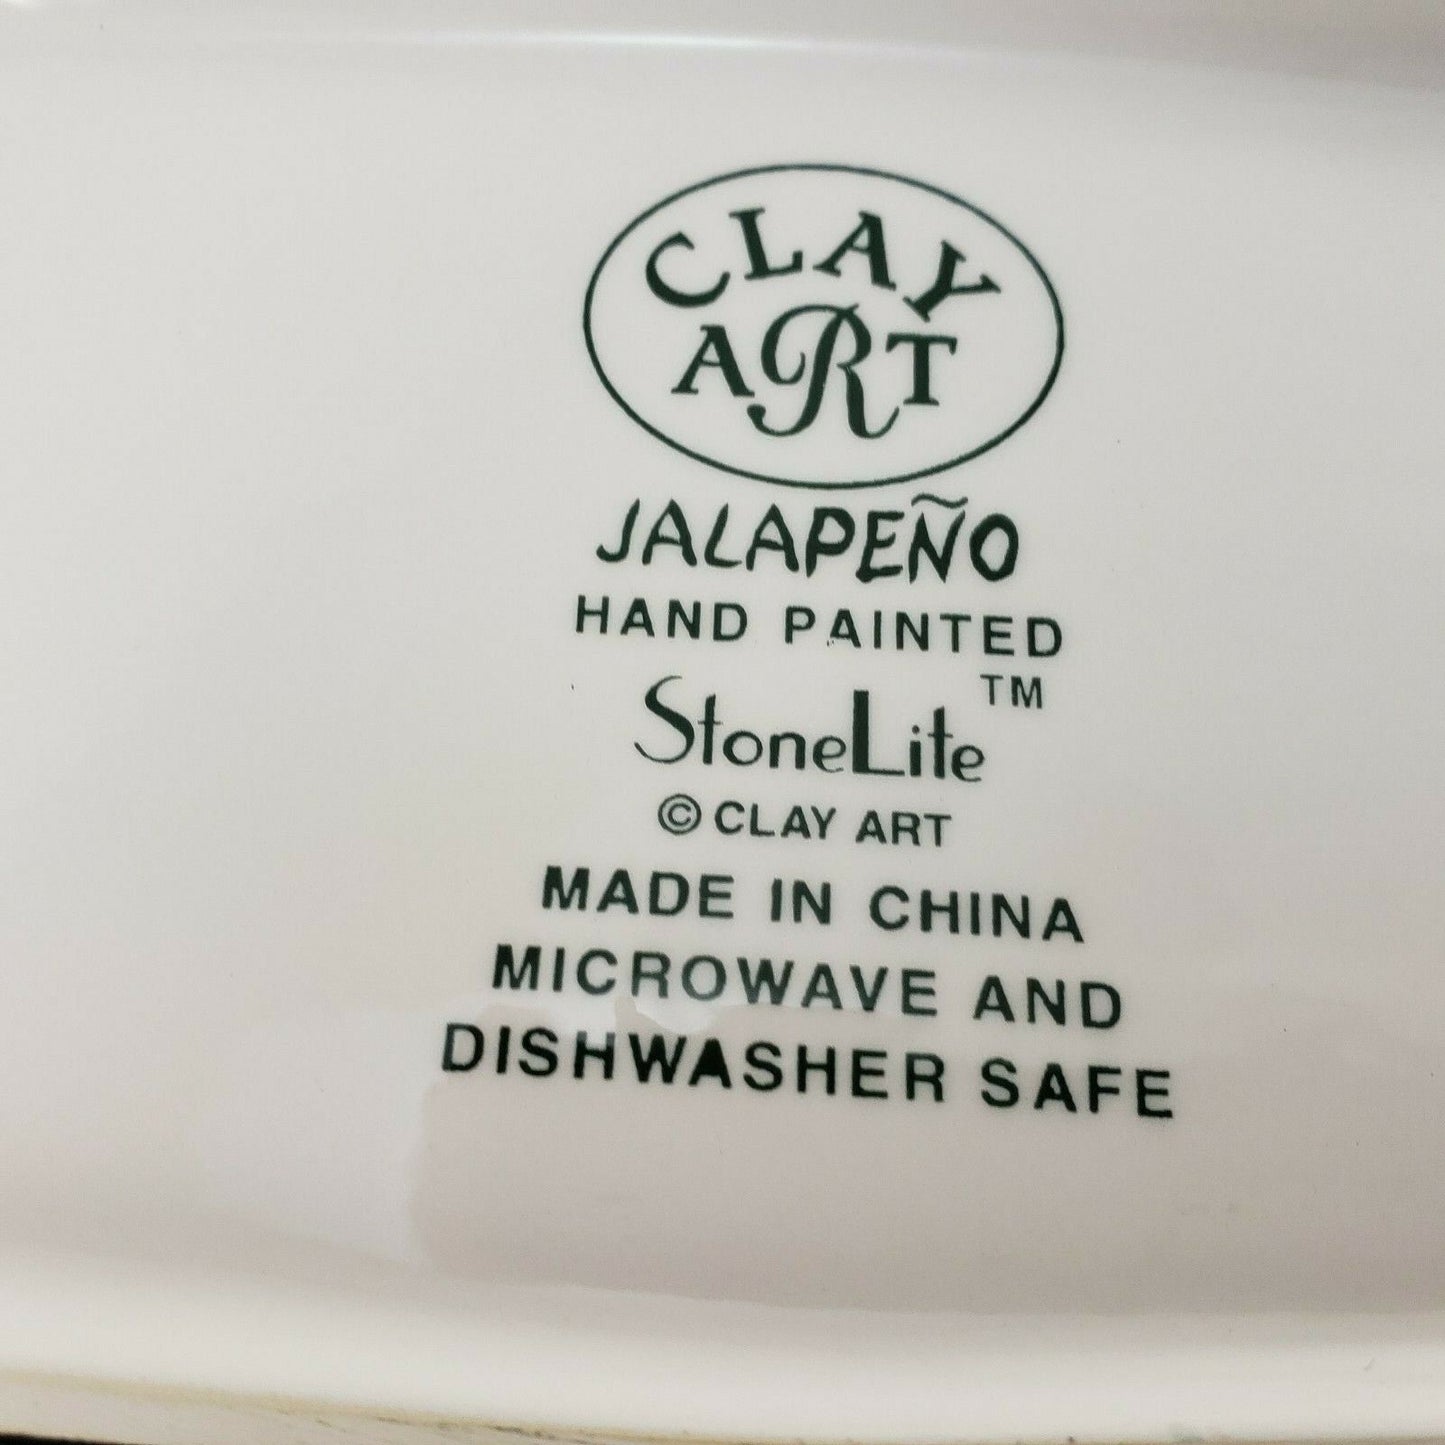 CLAY
ART
JALAPEÑO
HAND PAINTED
StoneLite™
© CLAY ART
MADE IN CHINA
MICROWAVE AND
DISHWASHER SAFE